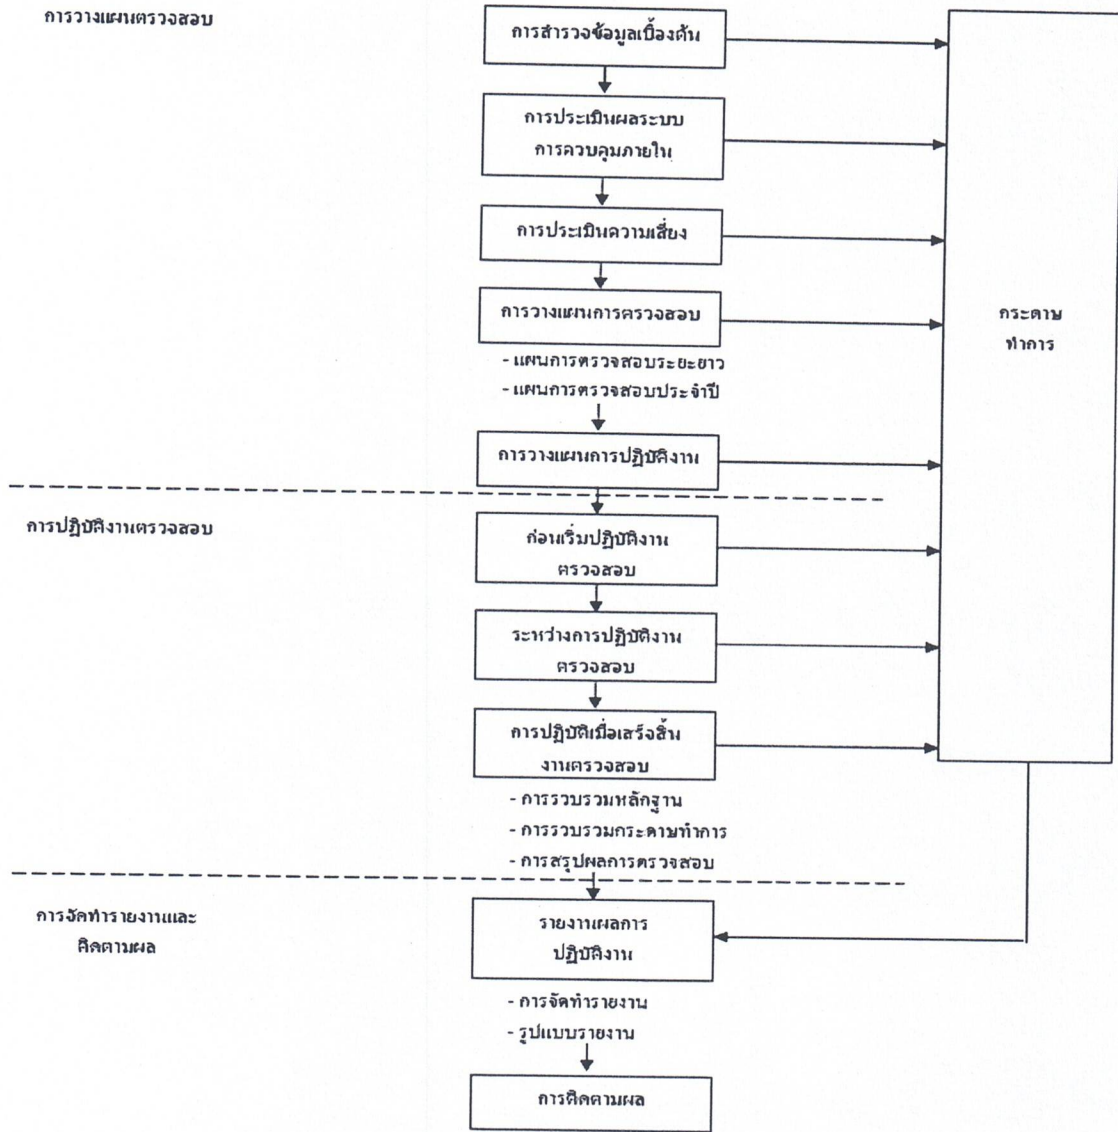 การวางแผนตรวจสอบ
การสำรวจข้อมูลเบื้องต้น
การประเมินผลระบบ
การควบคุมภายใน
การประเมินความเสี่ยง
การวางแผนการตรวจสอบ
- แผนการตรวจสอบระยะยาว
- แผนการตรวจสอบประจำปี
การวางแผนการปฏิบัติงาน
กระดาษ
ทำการ
การปฏิบัติงานตรวจสอบ
ก่อนเริ่มปฏิบัติงาน
ตรวจสอบ
ระหว่างการปฏิบัติงาน
ตรวจสอบ
การปฏิบัติเมื่อเสร็จสิ้น
งานตรวจสอบ
- การรวบรวมหลักฐาน
- การรวบรวมกระดาษทำการ
- การสรุปผลการตรวจสอบ
การจัดทำรายงานและ
ติดตามผล
รายงานผลการ
ปฏิบัติงาน
- การจัดทำรายงาน
- รูปแบบรายงาน
การติดตามผล